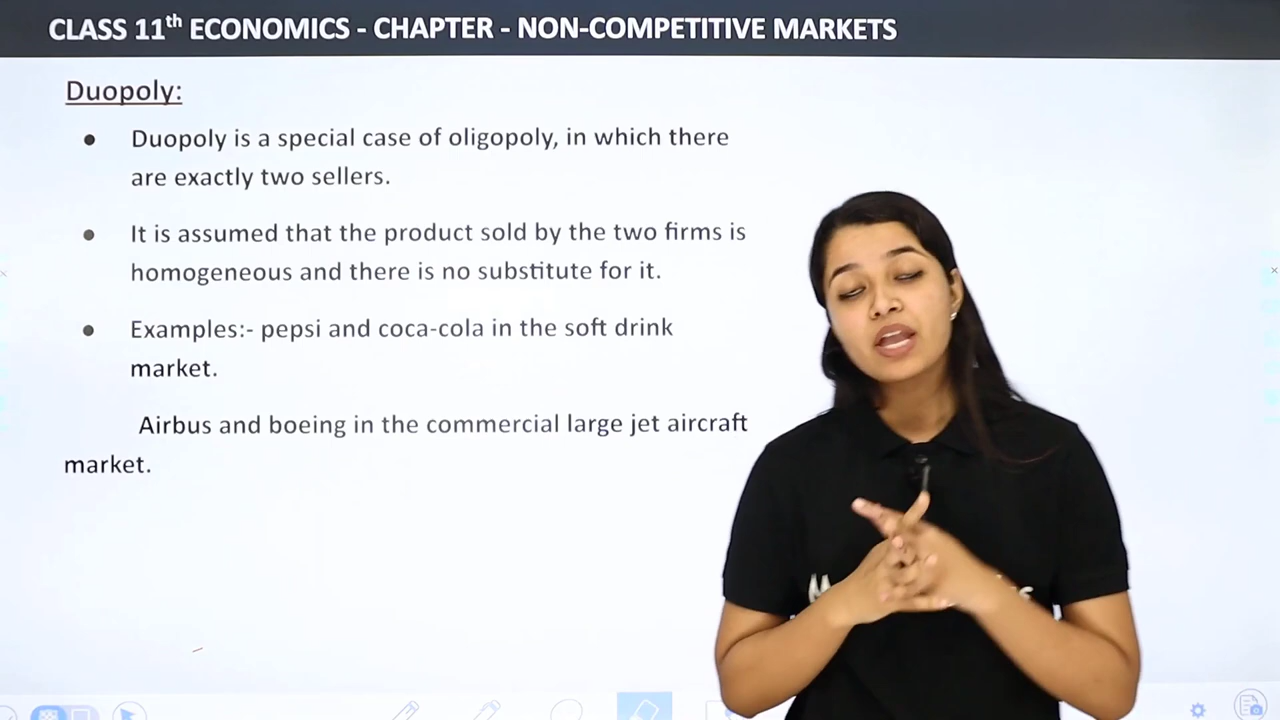 CLASS 11th ECONOMICS - CHAPTER - NON-COMPETITIVE MARKETS
Duopoly:
• Duopoly is a special case of oligopoly, in which there
are exactly two sellers.
• It is assumed that the product sold by the two firms is
homogeneous and there is no substitute for it.
• Examples:- pepsi and coca-cola in the soft drink
market.
Airbus and boeing in the commercial large jet aircraft
market.